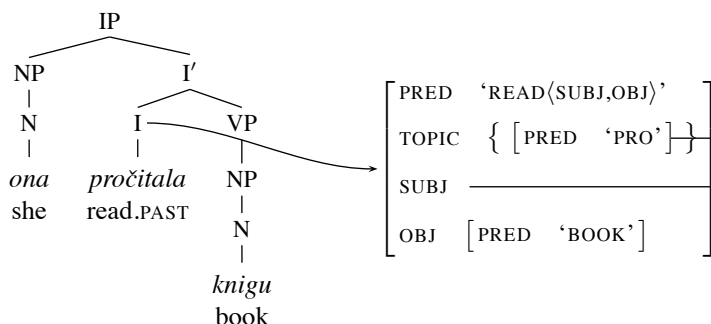 IP
NP I′
N I VP
ona pročitala NP
she read.PAST N
knigu
book
PRED ‘READ⟨SUBJ,OBJ⟩’
TOPIC { [PRED ‘PRO’] }
SUBJ
OBJ [PRED ‘BOOK’]